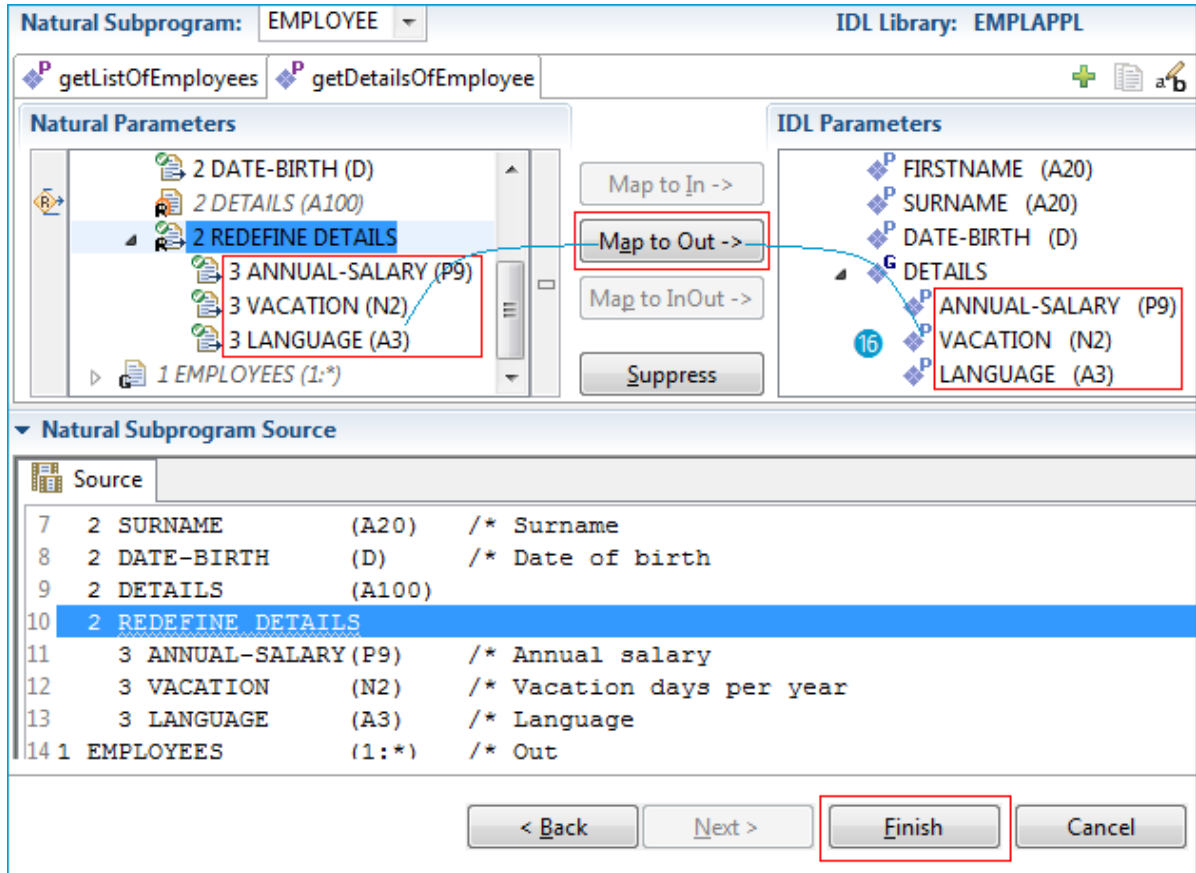 Natural Subprogram: EMPLOYEE IDL Library: EMPLAPPL
P getListOfEmployees P getDetailsOfEmployee
Natural Parameters
IDL Parameters
2 DATE-BIRTH (D)
2 DETAILS (A100)
2 REDEFINE DETAILS
3 ANNUAL-SALARY (P9)
3 VACATION (N2)
3 LANGUAGE (A3)
1 EMPLOYEES (1:*)
Map to In ->
Map to Out ->
Map to InOut ->
Suppress
FIRSTNAME (A20)
SURNAME (A20)
DATE-BIRTH (D)
DETAILS
ANNUAL-SALARY (P9)
16 VACATION (N2)
LANGUAGE (A3)
Natural Subprogram Source
Source
7 2 SURNAME (A20) /* Surname
8 2 DATE-BIRTH (D) /* Date of birth
9 2 DETAILS (A100)
10 2 REDEFINE DETAILS
11 3 ANNUAL-SALARY(P9) /* Annual salary
12 3 VACATION (N2) /* Vacation days per year
13 3 LANGUAGE (A3) /* Language
14 1 EMPLOYEES (1:*) /* Out
< Back Next > Finish Cancel